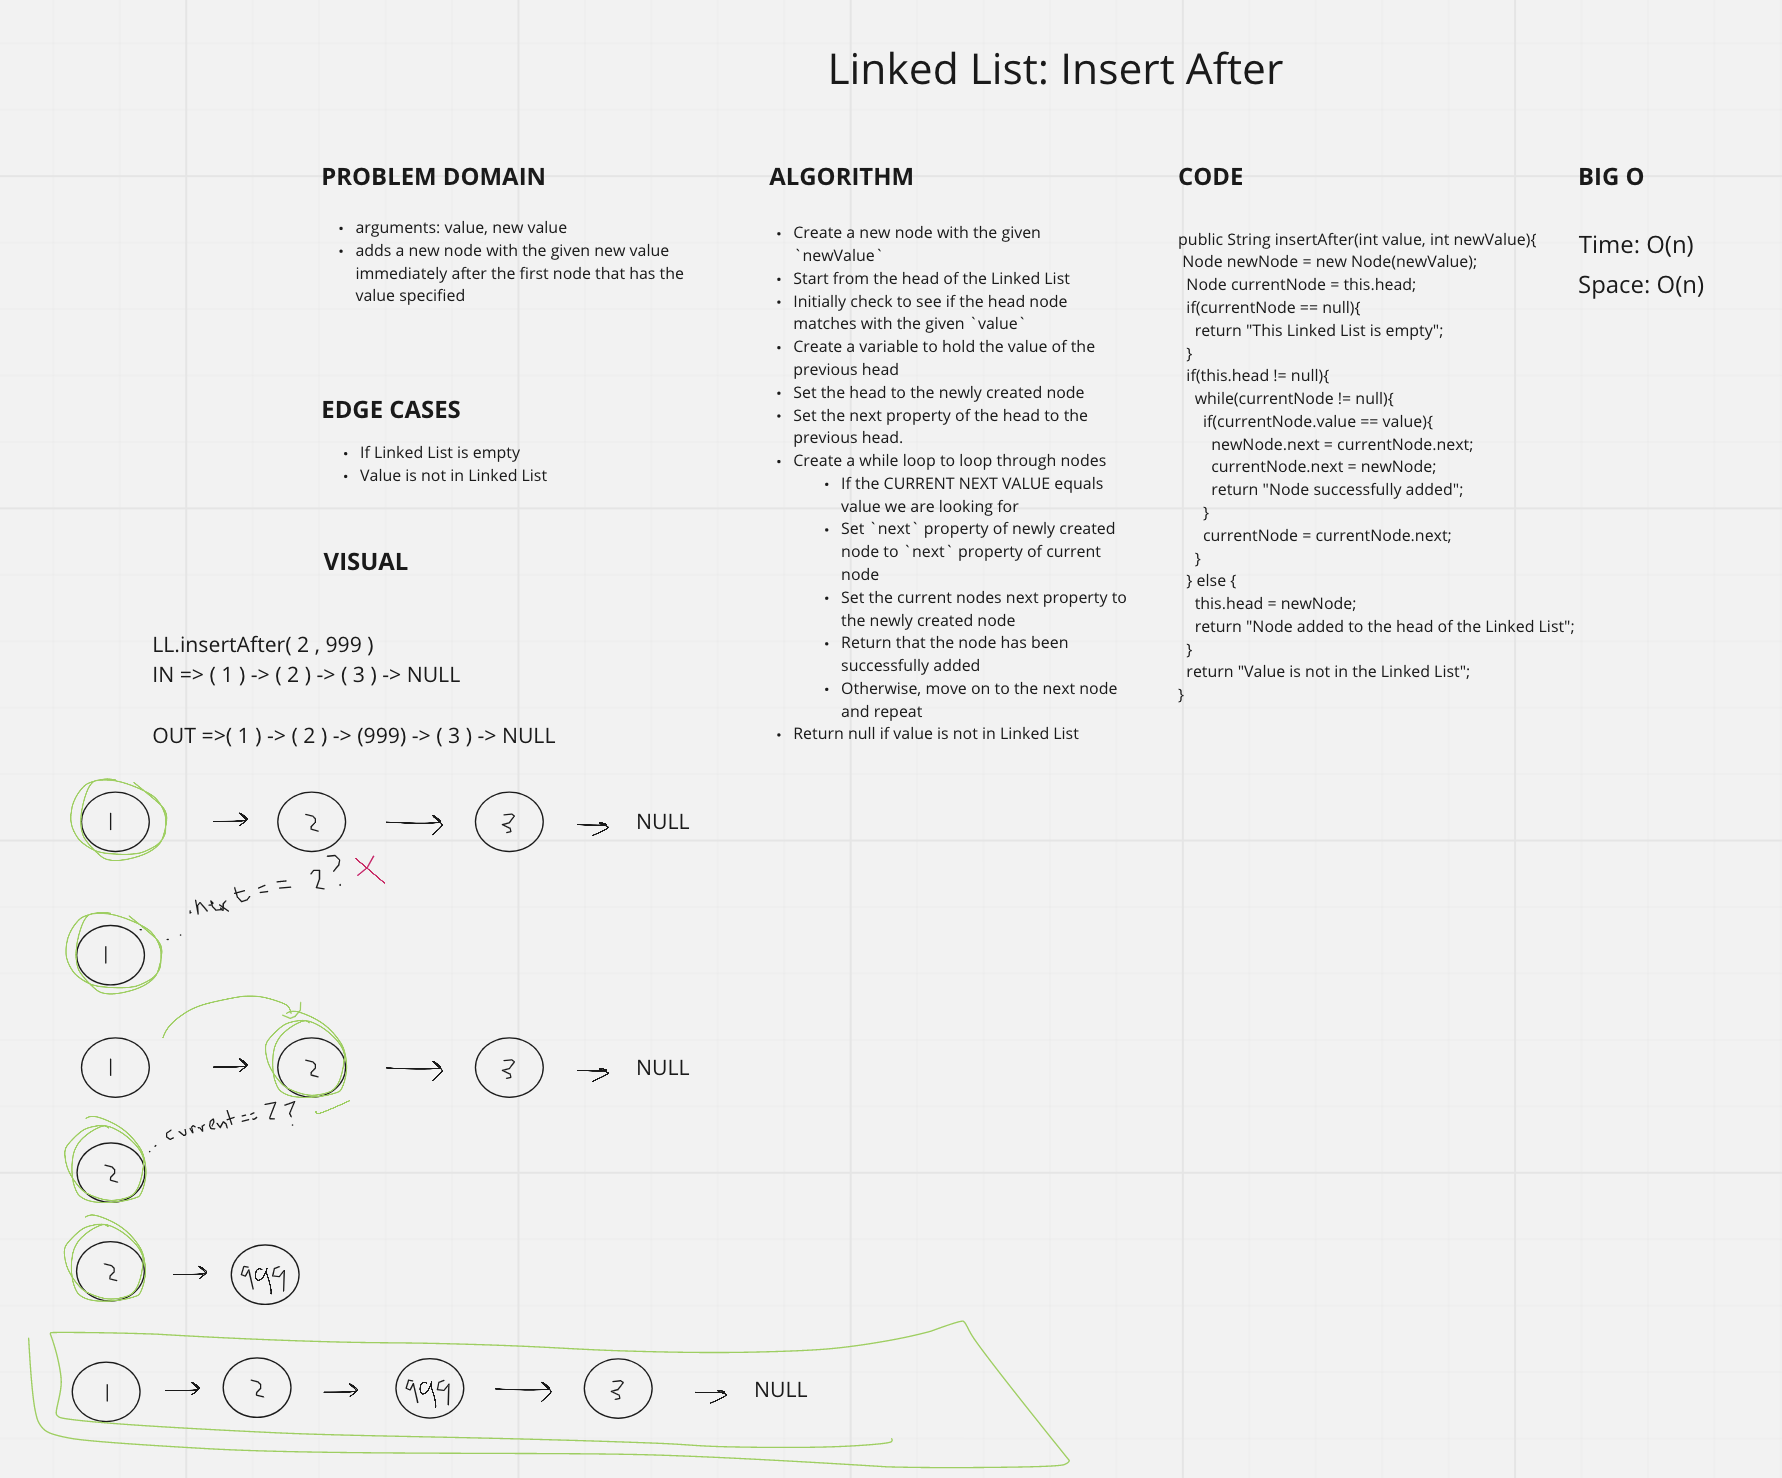 Linked List: Insert After
PROBLEM DOMAIN
• arguments: value, new value
• adds a new node with the given new value
immediately after the first node that has the
value specified
EDGE CASES
• If Linked List is empty
• Value is not in Linked List
VISUAL
LL.insertAfter( 2 , 999 )
IN => ( 1 ) -> ( 2 ) -> ( 3 ) -> NULL
OUT =>( 1 ) -> ( 2 ) -> (999) -> ( 3 ) -> NULL
1 → 2 → 3 → NULL
.next == 2? X
1
1 → 2 → 3 → NULL
current == 2? ✓
2
2 → 999
1 → 2 → 999 → 3 → NULL
ALGORITHM
• Create a new node with the given
`newValue`
• Start from the head of the Linked List
• Initially check to see if the head node
matches with the given `value`
• Create a variable to hold the value of the
previous head
• Set the head to the newly created node
• Set the next property of the head to the
previous head.
• Create a while loop to loop through nodes
• If the CURRENT NEXT VALUE equals
value we are looking for
• Set `next` property of newly created
node to `next` property of current
node
• Set the current nodes next property to
the newly created node
• Return that the node has been
successfully added
• Otherwise, move on to the next node
and repeat
• Return null if value is not in Linked List
CODE
public String insertAfter(int value, int newValue){
Node newNode = new Node(newValue);
Node currentNode = this.head;
if(currentNode == null){
return "This Linked List is empty";
}
if(this.head != null){
while(currentNode != null){
if(currentNode.value == value){
newNode.next = currentNode.next;
currentNode.next = newNode;
return "Node successfully added";
}
currentNode = currentNode.next;
}
} else {
this.head = newNode;
return "Node added to the head of the Linked List";
}
return "Value is not in the Linked List";
}
BIG O
Time: O(n)
Space: O(n)